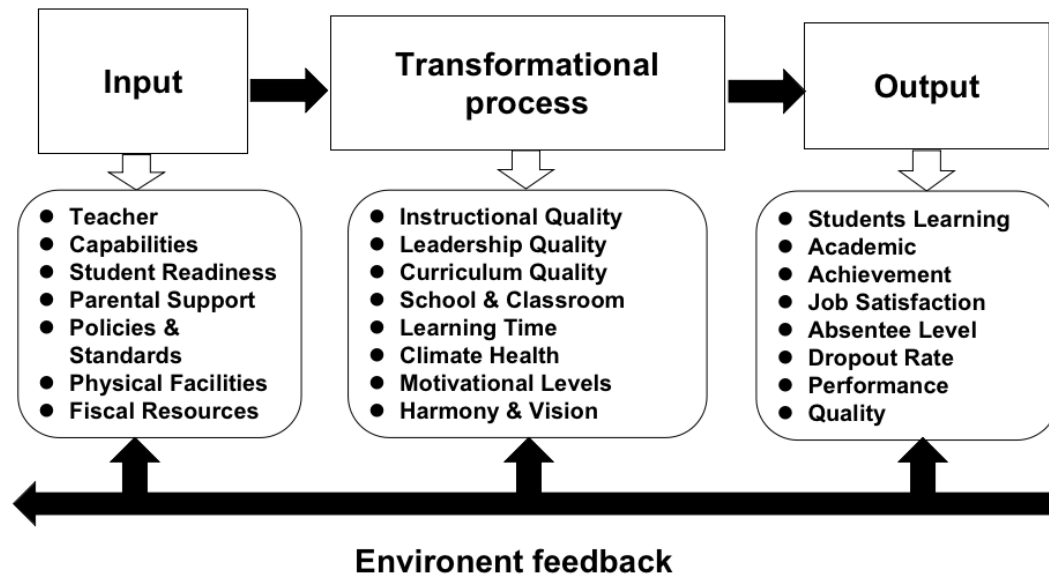 Input
Transformational
process
Output
● Teacher
● Capabilities
● Student Readiness
● Parental Support
● Policies &
Standards
● Physical Facilities
● Fiscal Resources
● Instructional Quality
● Leadership Quality
● Curriculum Quality
● School & Classroom
● Learning Time
● Climate Health
● Motivational Levels
● Harmony & Vision
● Students Learning
● Academic
● Achievement
● Job Satisfaction
● Absentee Level
● Dropout Rate
● Performance
● Quality
Environent feedback